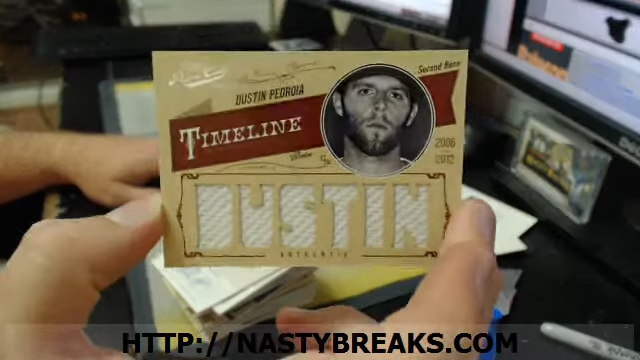 Second Base
DUSTIN PEDROIA
TIMELINE
2006
2012
DUSTIN
AUTHENTIC
HTTP://NASTYBREAKS.COM